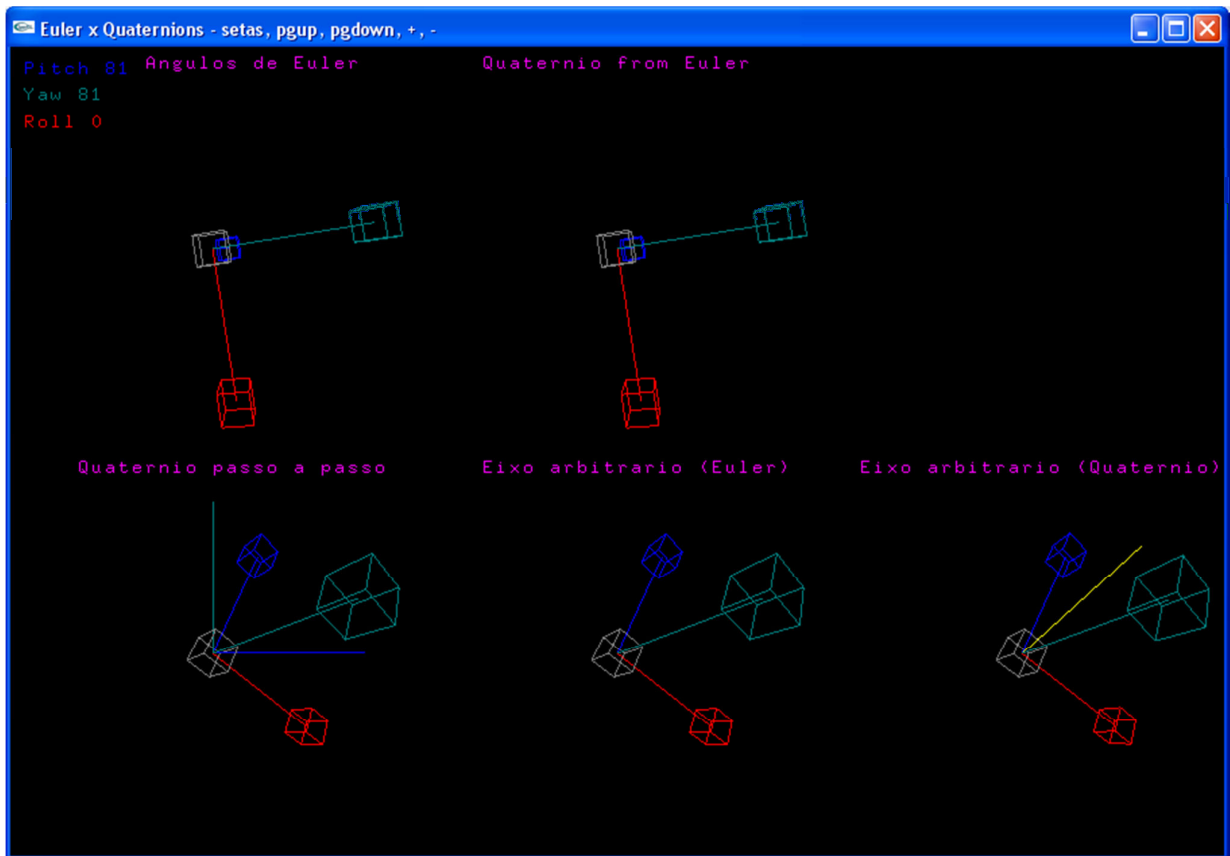 Euler x Quaternions - setas, pgup, pgdown, +, -
Pitch 81
Yaw 81
Roll 0
Angulos de Euler
Quaternio from Euler
Quaternio passo a passo
Eixo arbitrario (Euler)
Eixo arbitrario (Quaternio)